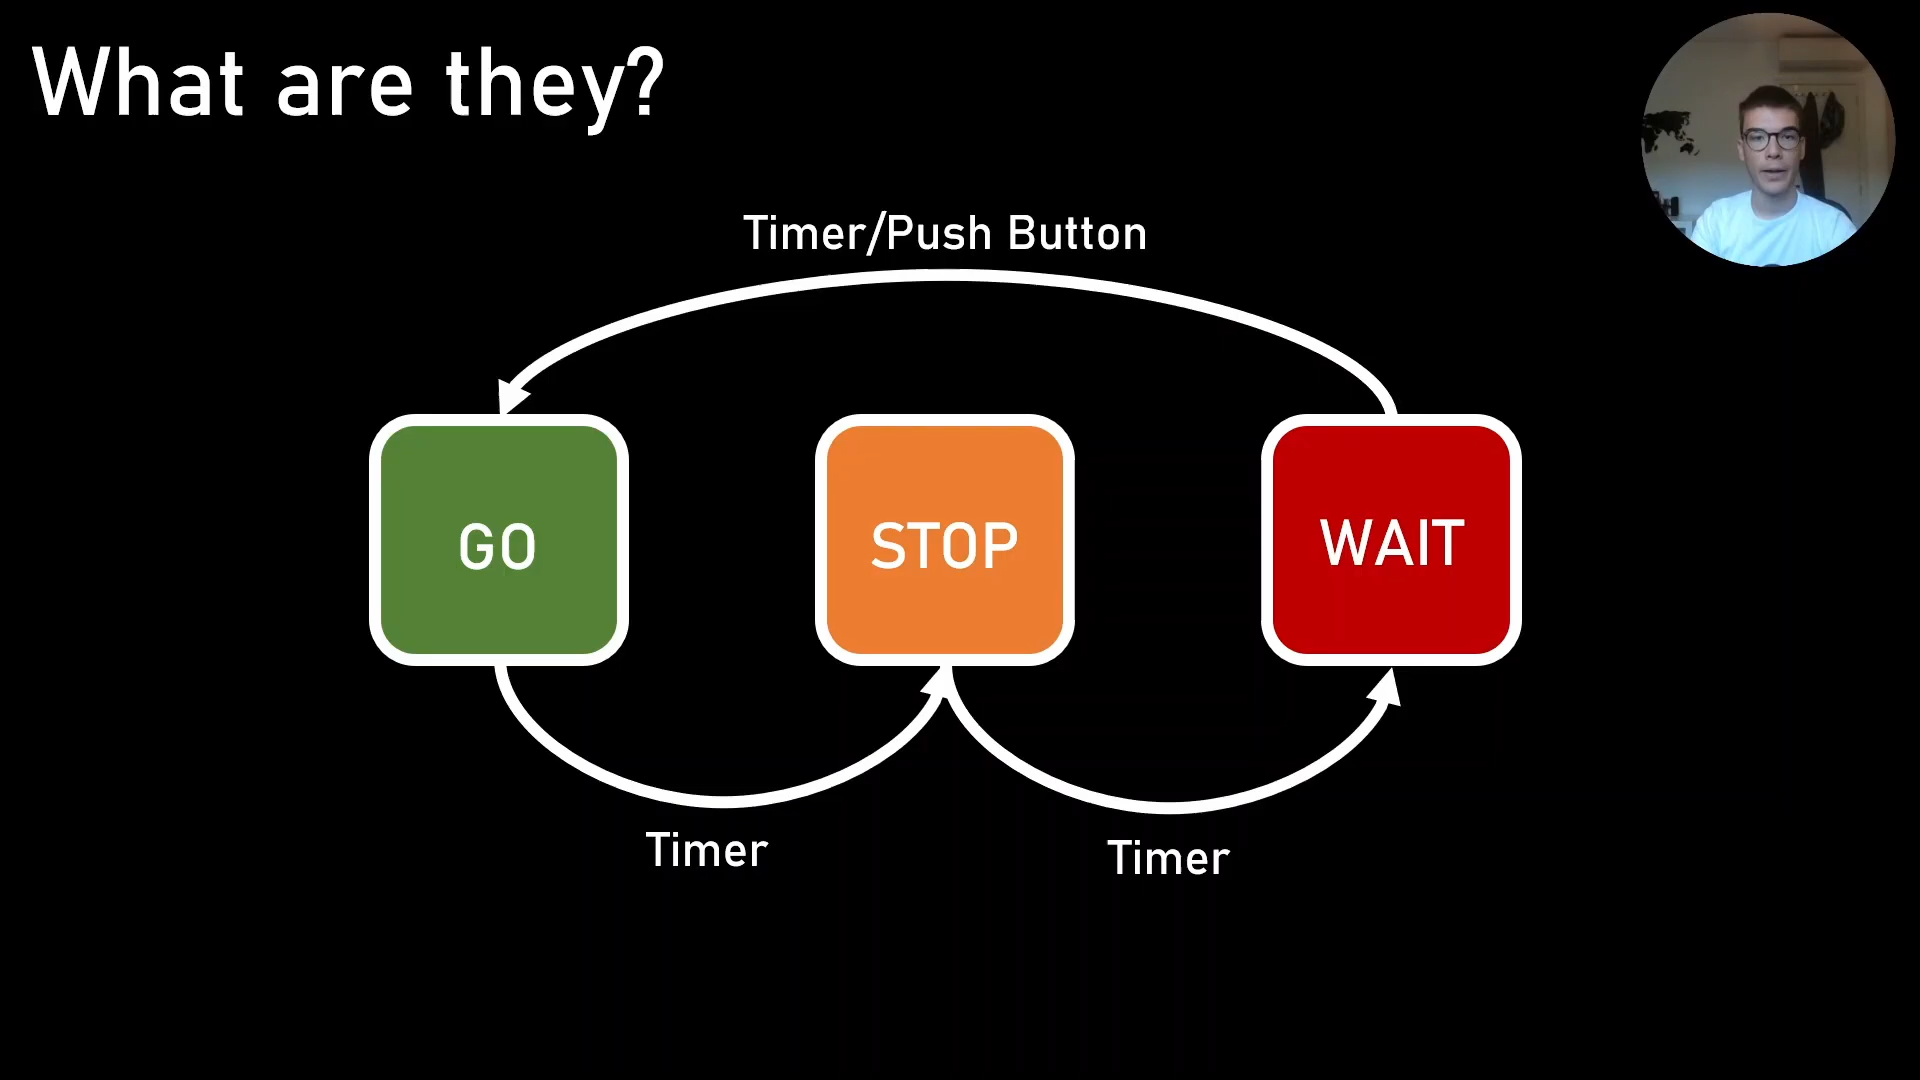 What are they?
Timer/Push Button
GO
STOP
WAIT
Timer
Timer